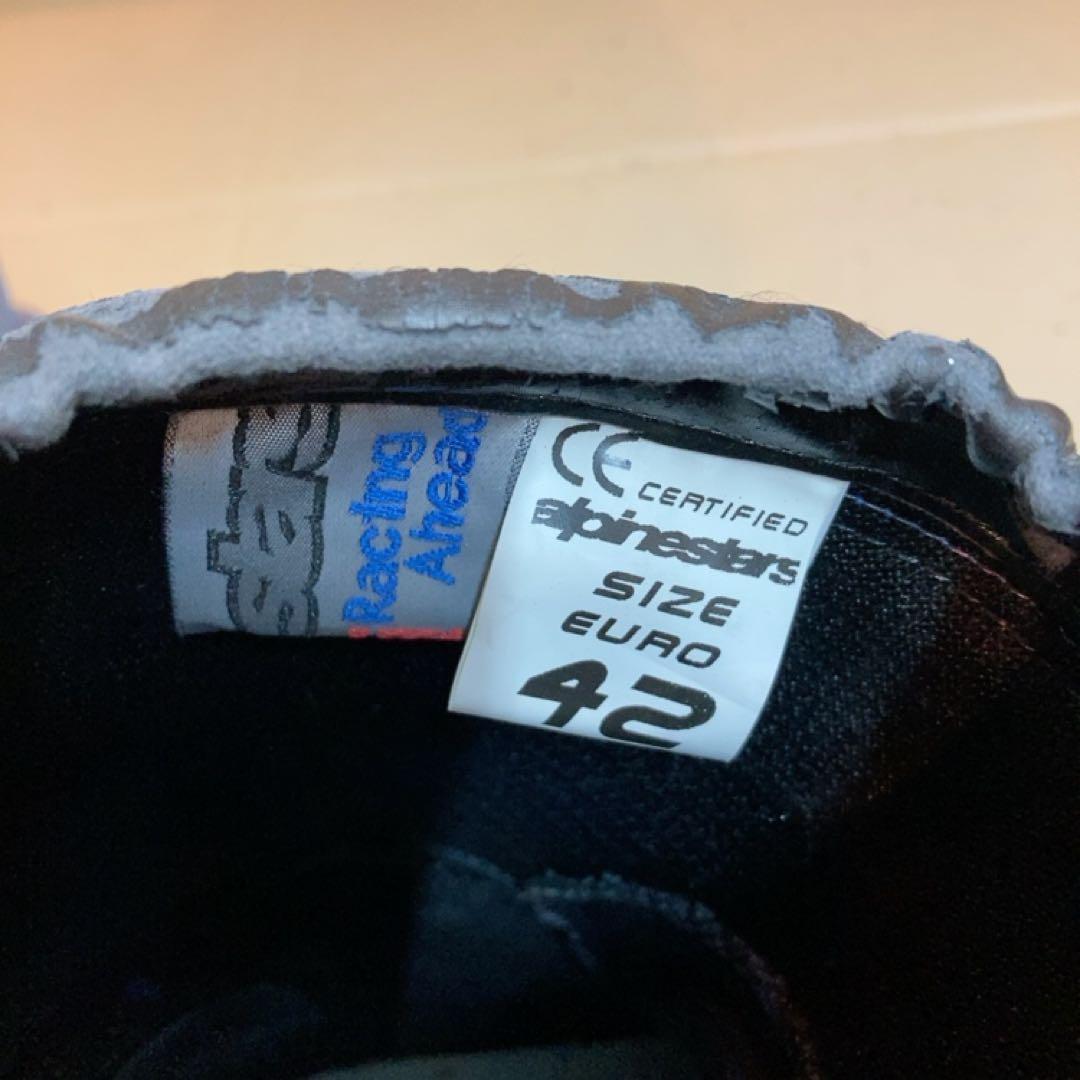 Racing
Ahead
CE CERTIFIED
alpinestars
SIZE
EURO
42